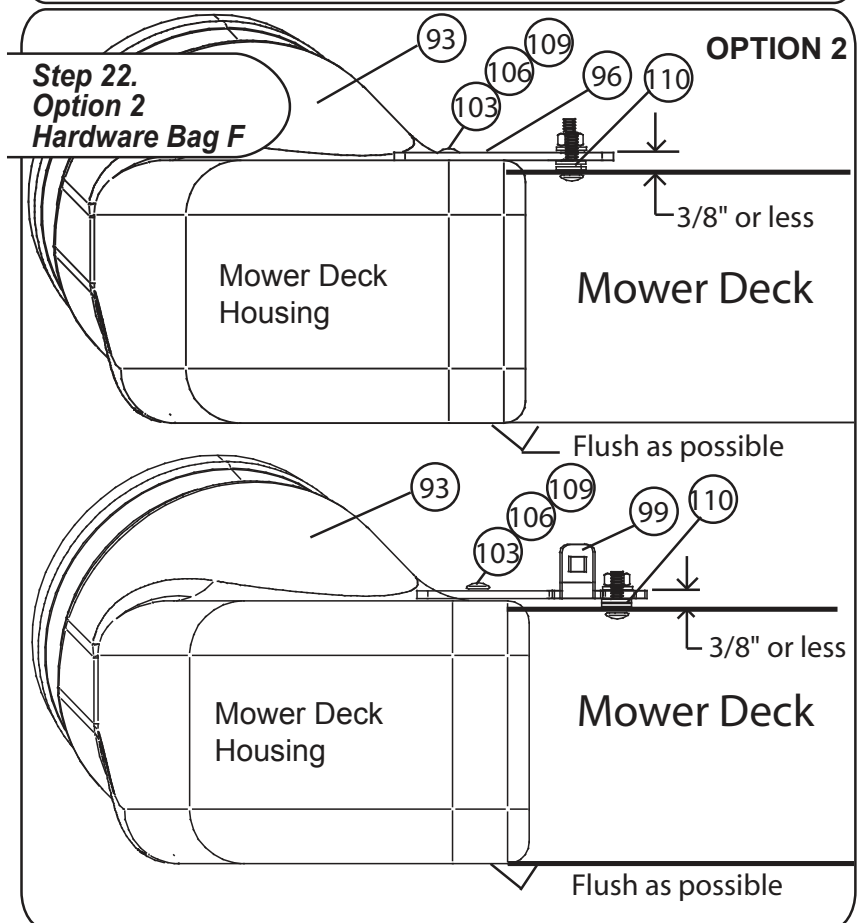 OPTION 2
Step 22.
Option 2
Hardware Bag F
93
109
106
103
96
110
3/8" or less
Mower Deck
Housing
Mower Deck
Flush as possible
93
109
106
103
99
110
3/8" or less
Mower Deck
Housing
Mower Deck
Flush as possible